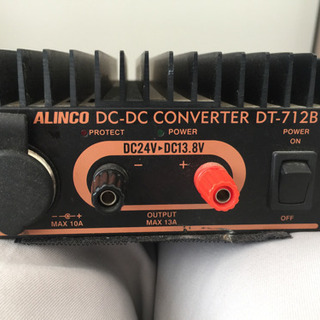 ALINCO DC-DC CONVERTER DT-712B
PROTECT POWER
POWER
ON
DC24V▸DC13.8V
− +
OUTPUT
MAX 10A
MAX 13A
OFF